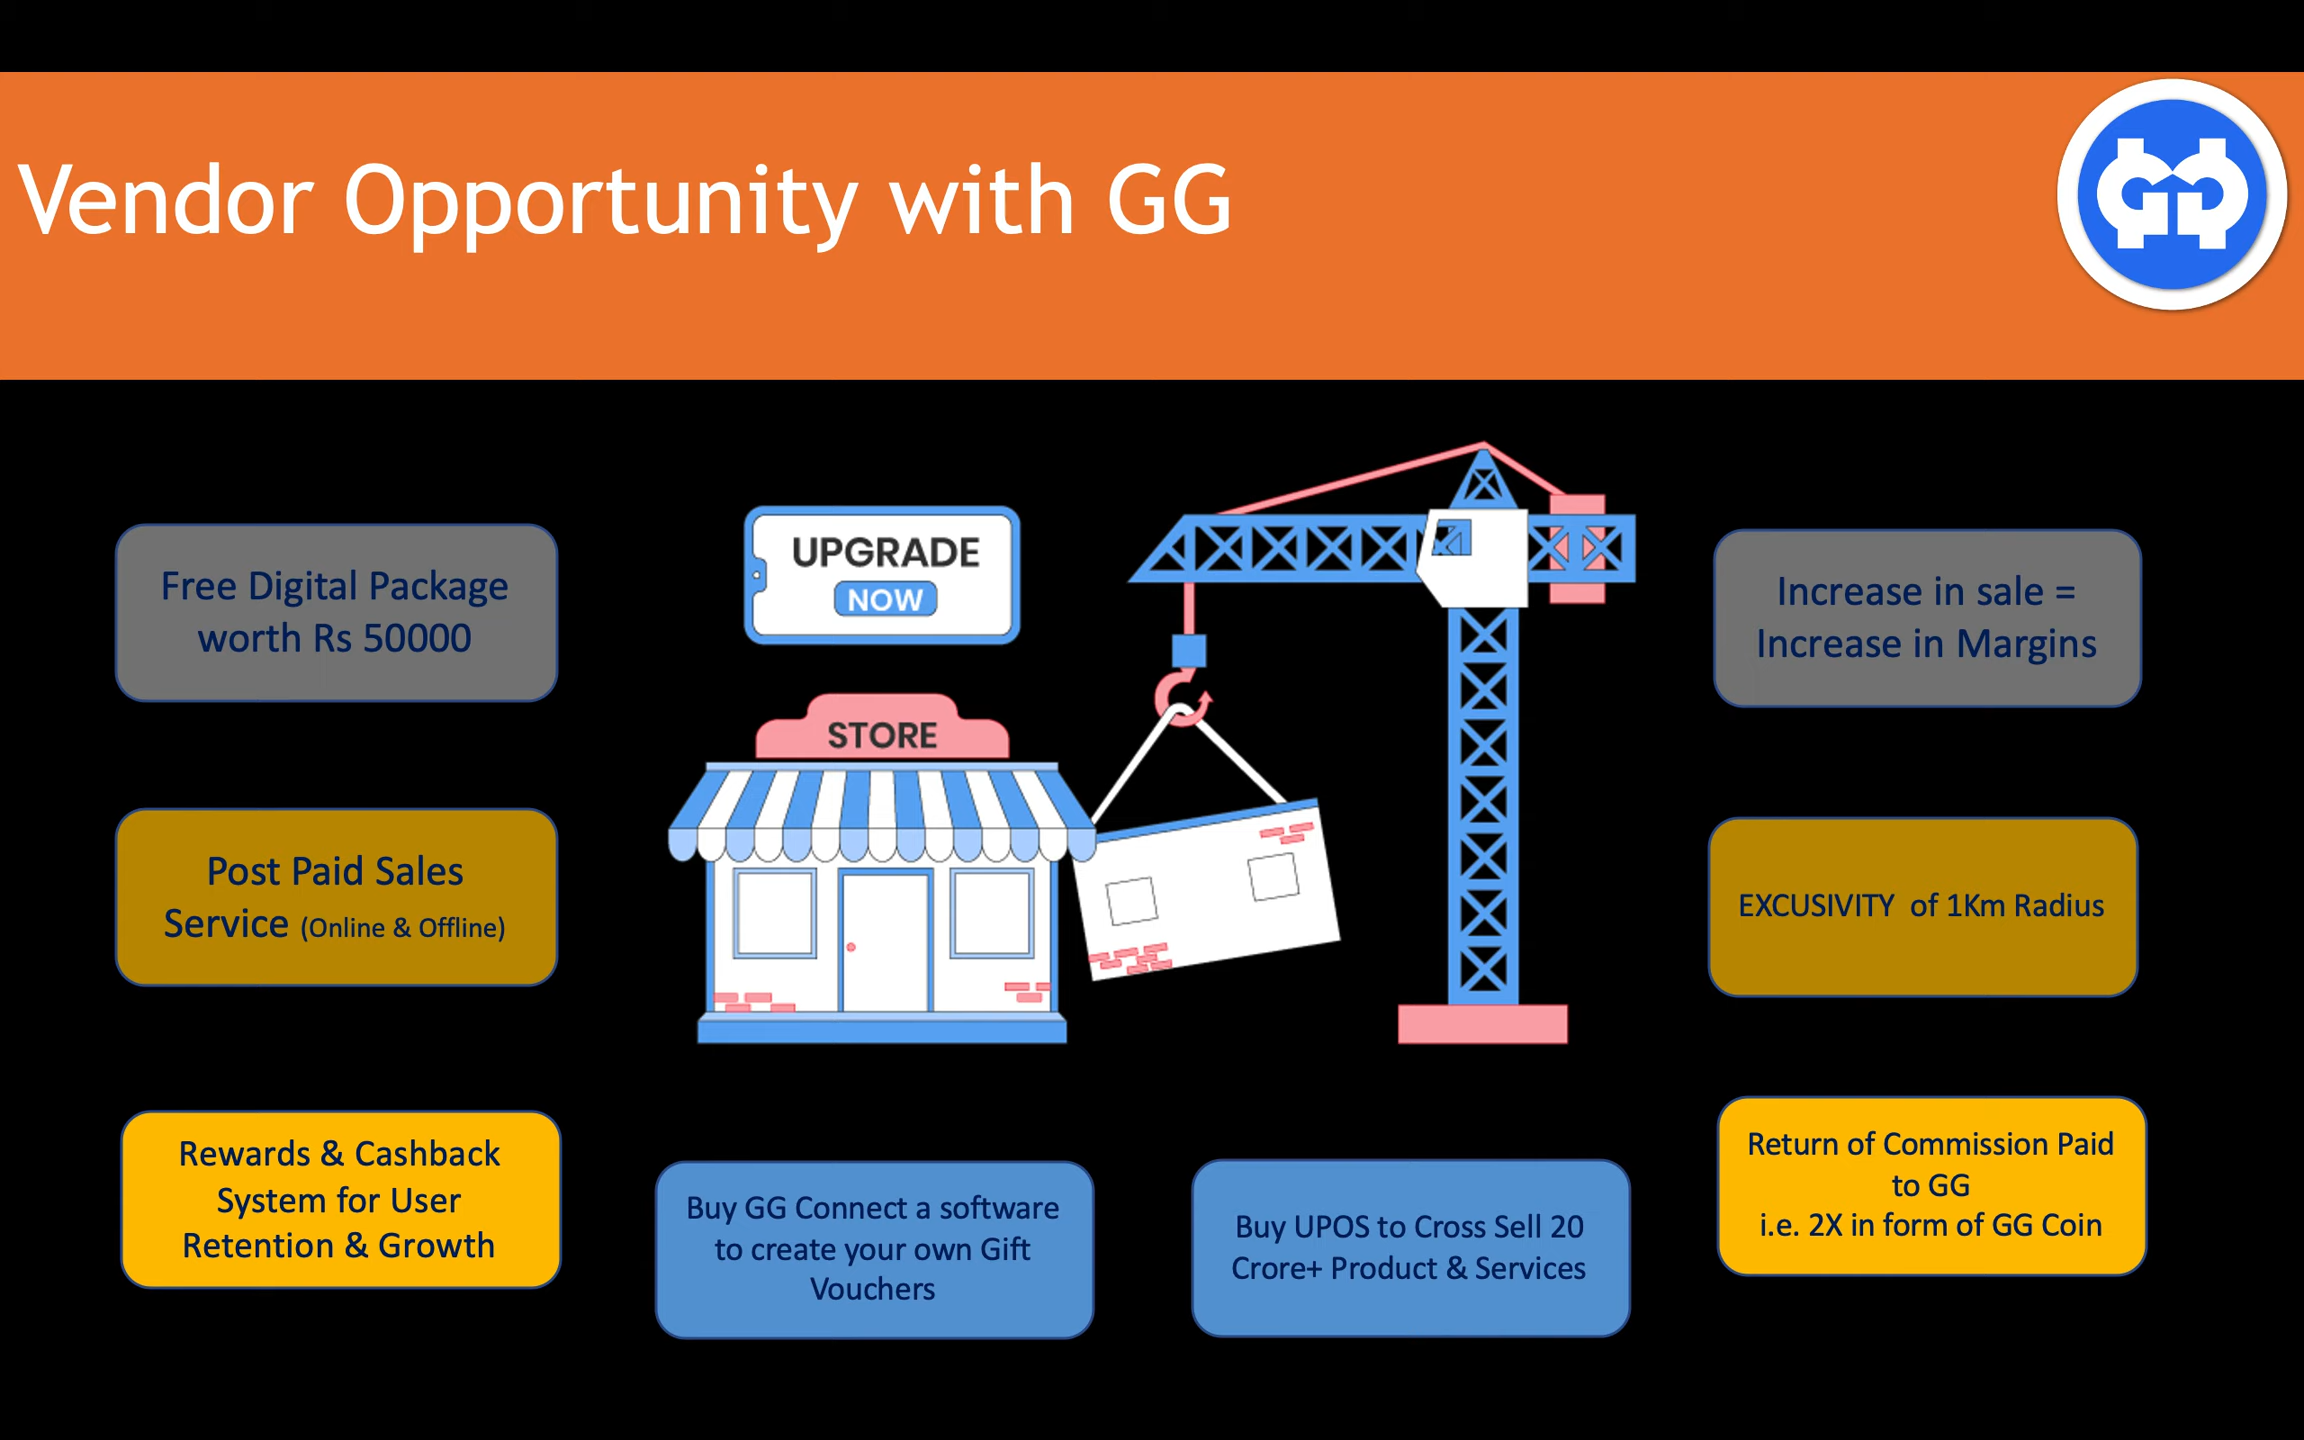 Vendor Opportunity with GG
Free Digital Package
worth Rs 50000
Post Paid Sales
Service (Online & Offline)
Rewards & Cashback
System for User
Retention & Growth
UPGRADE
NOW
STORE
Buy GG Connect a software
to create your own Gift
Vouchers
Buy UPOS to Cross Sell 20
Crore+ Product & Services
Increase in sale =
Increase in Margins
EXCUSIVITY of 1Km Radius
Return of Commission Paid
to GG
i.e. 2X in form of GG Coin